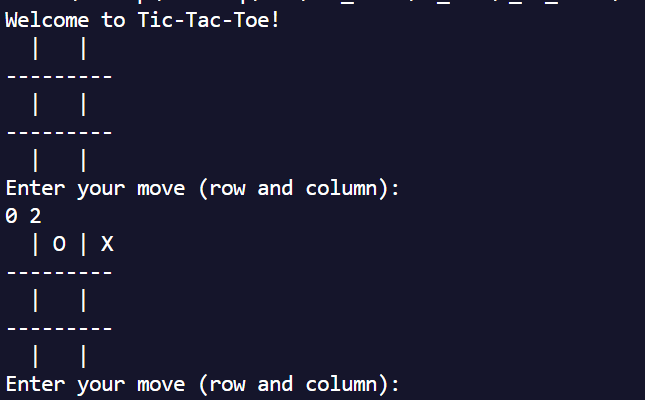 Welcome to Tic-Tac-Toe!
  |   |
---------
  |   |
---------
  |   |
Enter your move (row and column):
0 2
  | O | X
---------
  |   |
---------
  |   |
Enter your move (row and column):